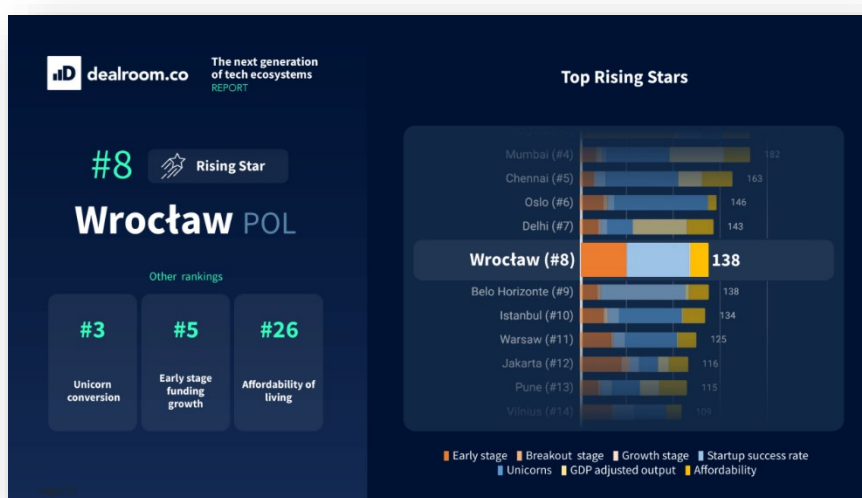 dealroom.co
The next generation
of tech ecosystems
REPORT
#8
Rising Star
Wrocław POL
Other rankings
#3
Unicorn
conversion
#5
Early stage
funding
growth
#26
Affordability of
living
Top Rising Stars
Mumbai (#4) 182
Chennai (#5) 163
Oslo (#6) 146
Delhi (#7) 143
Wrocław (#8) 138
Belo Horizonte (#9) 138
Istanbul (#10) 134
Warsaw (#11) 125
Jakarta (#12) 116
Pune (#13) 115
Vilnius (#14) 109
Early stage Breakout stage Growth stage Startup success rate
Unicorns GDP adjusted output Affordability